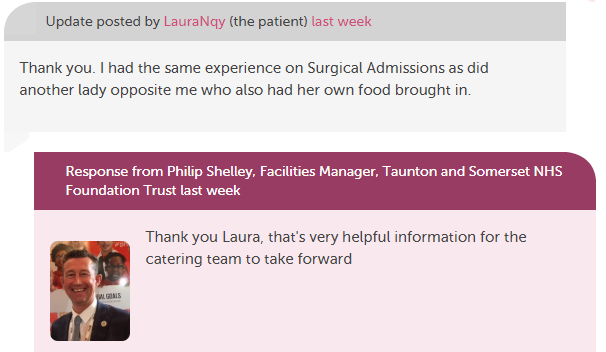 Update posted by LauraNqy (the patient) last week
Thank you. I had the same experience on Surgical Admissions as did
another lady opposite me who also had her own food brought in.
Response from Philip Shelley, Facilities Manager, Taunton and Somerset NHS
Foundation Trust last week
Thank you Laura, that's very helpful information for the
catering team to take forward
AL GOALS